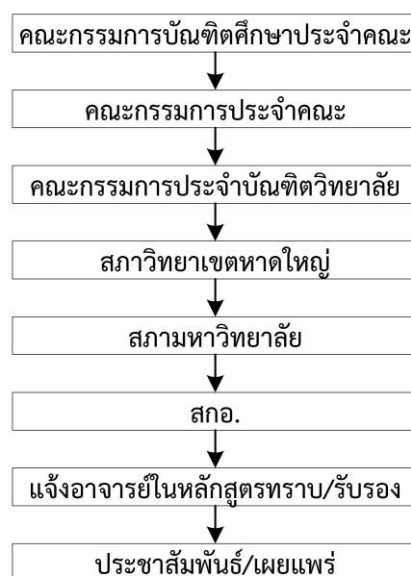 คณะกรรมการบัณฑิตศึกษาประจำคณะ
คณะกรรมการประจำคณะ
คณะกรรมการประจำบัณฑิตวิทยาลัย
สภาวิทยาเขตหาดใหญ่
สภามหาวิทยาลัย
สกอ.
แจ้งอาจารย์ในหลักสูตรทราบ/รับรอง
ประชาสัมพันธ์/เผยแพร่